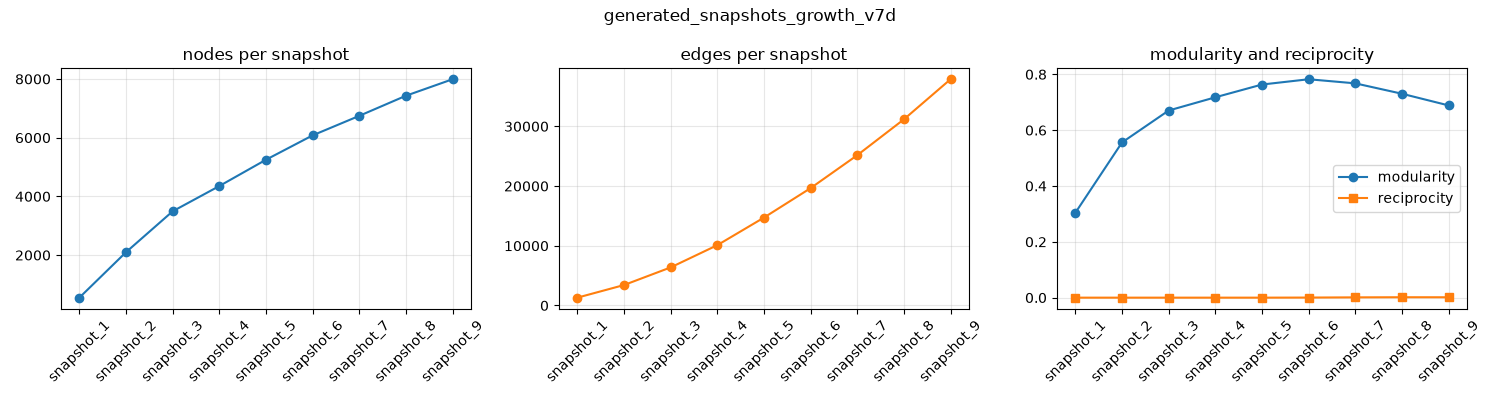 generated_snapshots_growth_v7d
nodes per snapshot
8000
6000
4000
2000
snapshot_1
snapshot_2
snapshot_3
snapshot_4
snapshot_5
snapshot_6
snapshot_7
snapshot_8
snapshot_9
edges per snapshot
30000
20000
10000
0
snapshot_1
snapshot_2
snapshot_3
snapshot_4
snapshot_5
snapshot_6
snapshot_7
snapshot_8
snapshot_9
modularity and reciprocity
0.8
0.6
0.4
0.2
0.0
modularity
reciprocity
snapshot_1
snapshot_2
snapshot_3
snapshot_4
snapshot_5
snapshot_6
snapshot_7
snapshot_8
snapshot_9